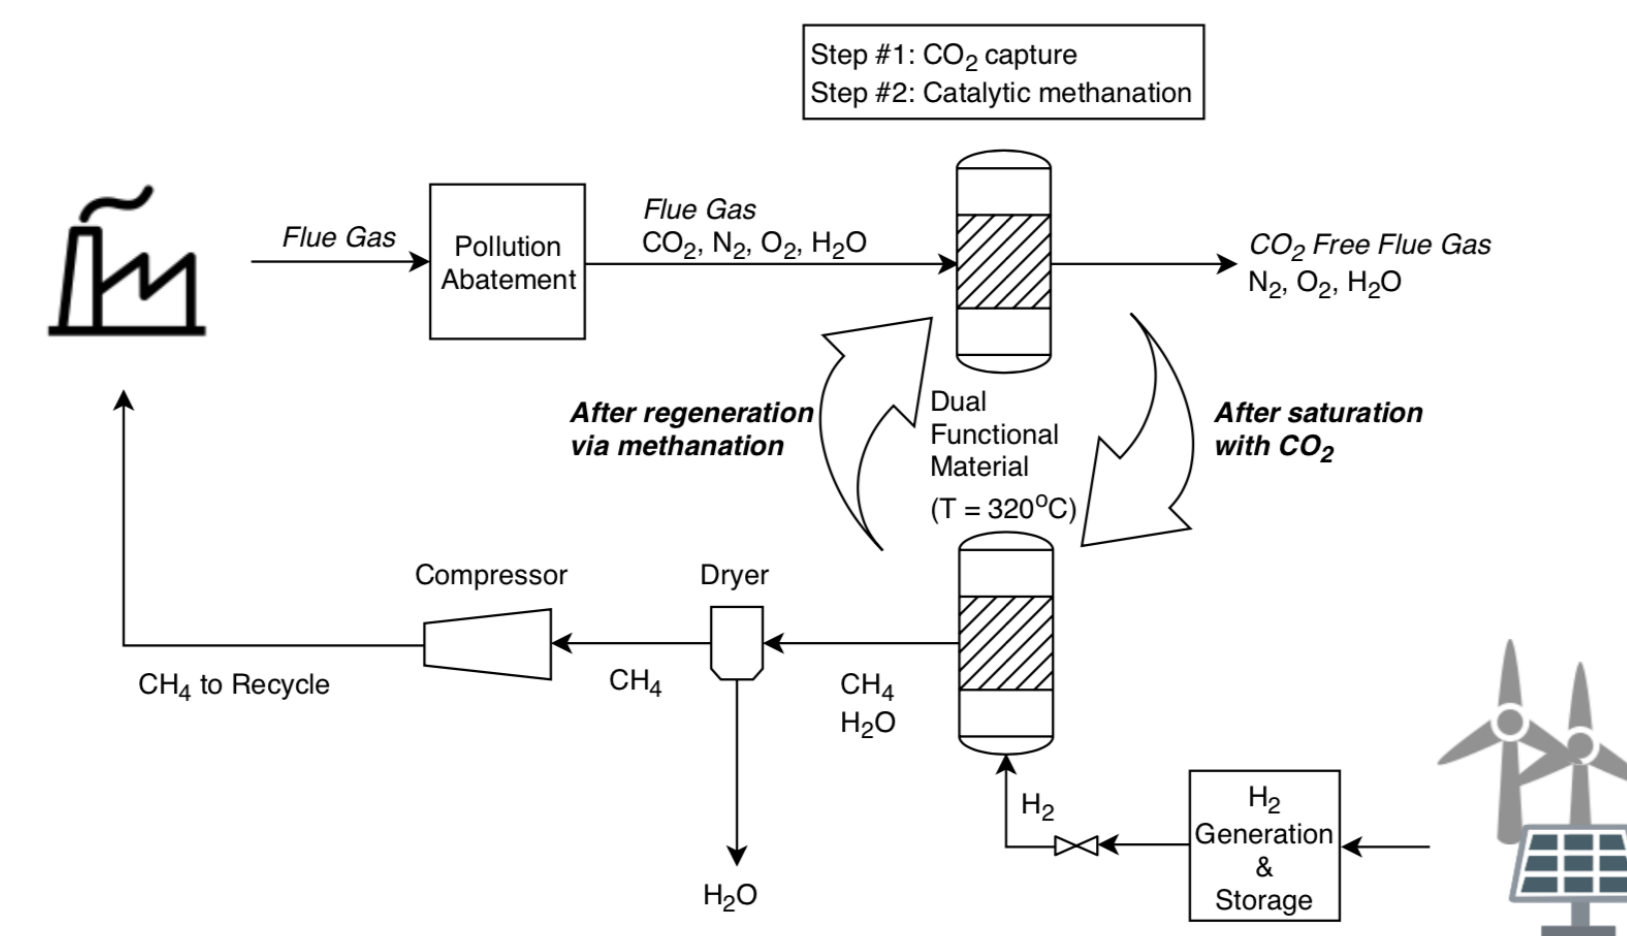 Step #1: CO₂ capture
Step #2: Catalytic methanation
Flue Gas
Pollution
Abatement
Flue Gas
CO₂, N₂, O₂, H₂O
CO₂ Free Flue Gas
N₂, O₂, H₂O
After regeneration
via methanation
Dual
Functional
Material
(T = 320°C)
After saturation
with CO₂
Compressor
Dryer
CH₄ to Recycle
CH₄
CH₄
H₂O
H₂O
H₂
H₂
Generation
&
Storage